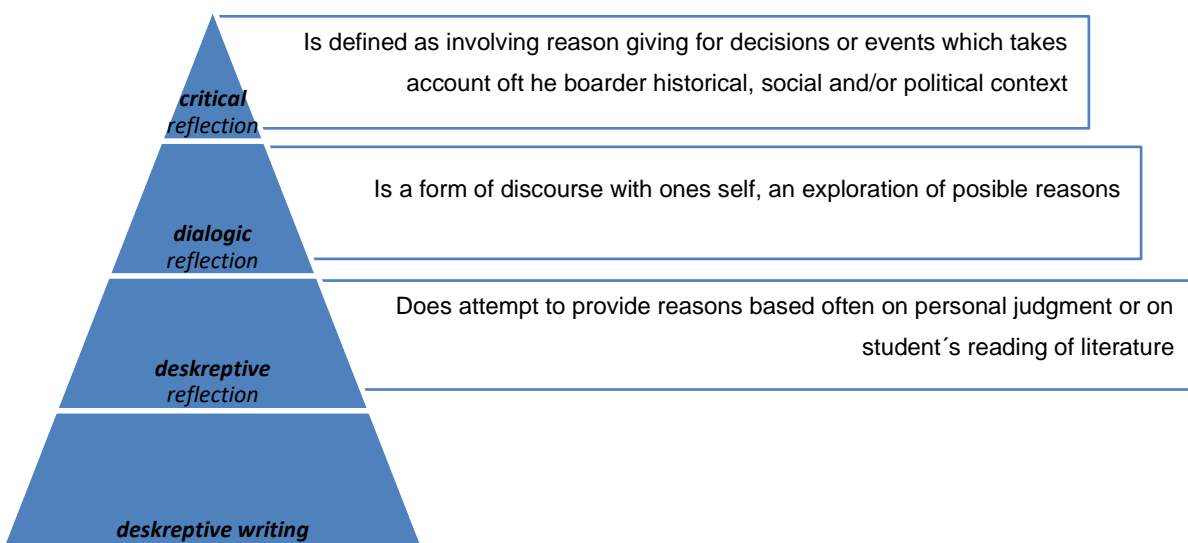 Is defined as involving reason giving for decisions or events which takes
account oft he boarder historical, social and/or political context
critical
reflection
Is a form of discourse with ones self, an exploration of posible reasons
dialogic
reflection
Does attempt to provide reasons based often on personal judgment or on
student´s reading of literature
deskreptive
reflection
deskreptive writing